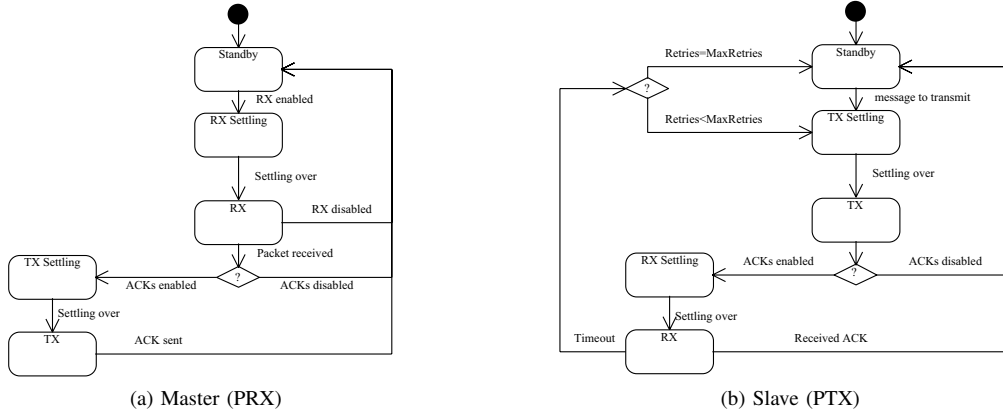 Standby
RX enabled
RX Settling
Settling over
RX
RX disabled
Packet received
?
ACKs enabled
ACKs disabled
TX Settling
Settling over
TX
ACK sent
(a) Master (PRX)
Standby
Retries=MaxRetries
?
message to transmit
Retries<MaxRetries
TX Settling
Settling over
TX
?
ACKs enabled
ACKs disabled
RX Settling
Settling over
RX
Timeout
Received ACK
(b) Slave (PTX)